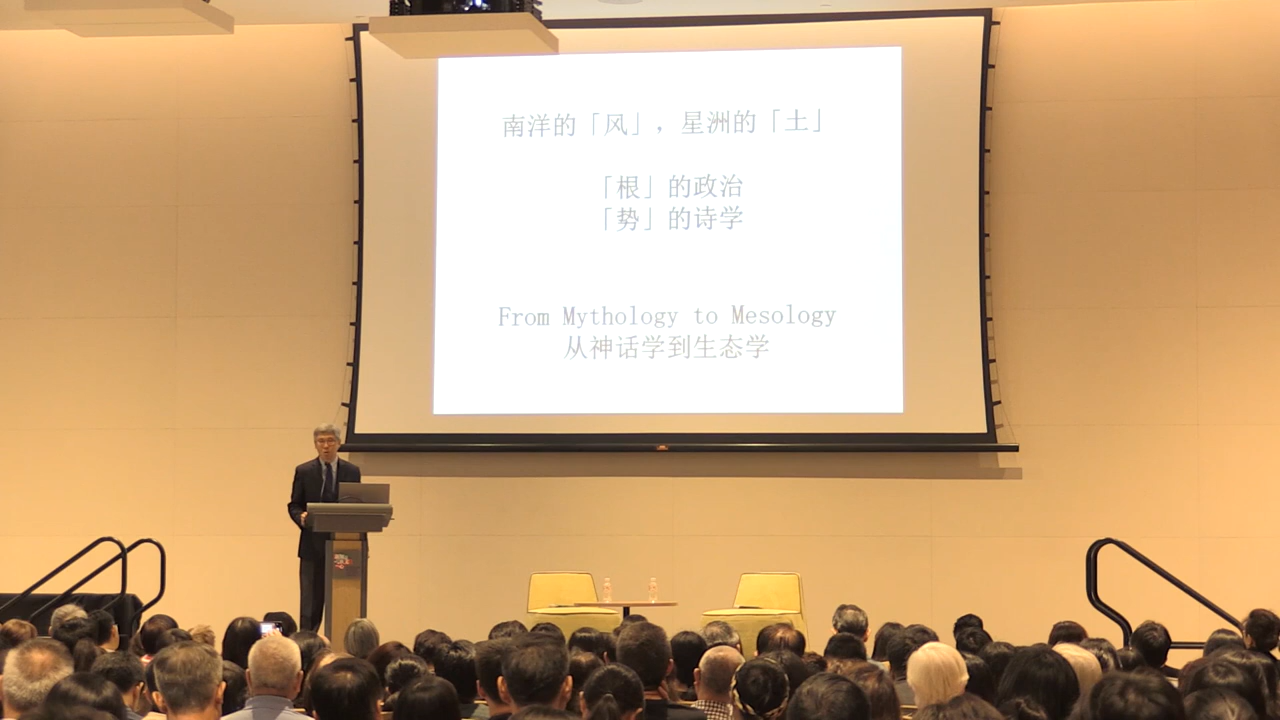 南洋的「风」，星洲的「土」
「根」的政治
「势」的诗学
From Mythology to Mesology
从神话学到生态学